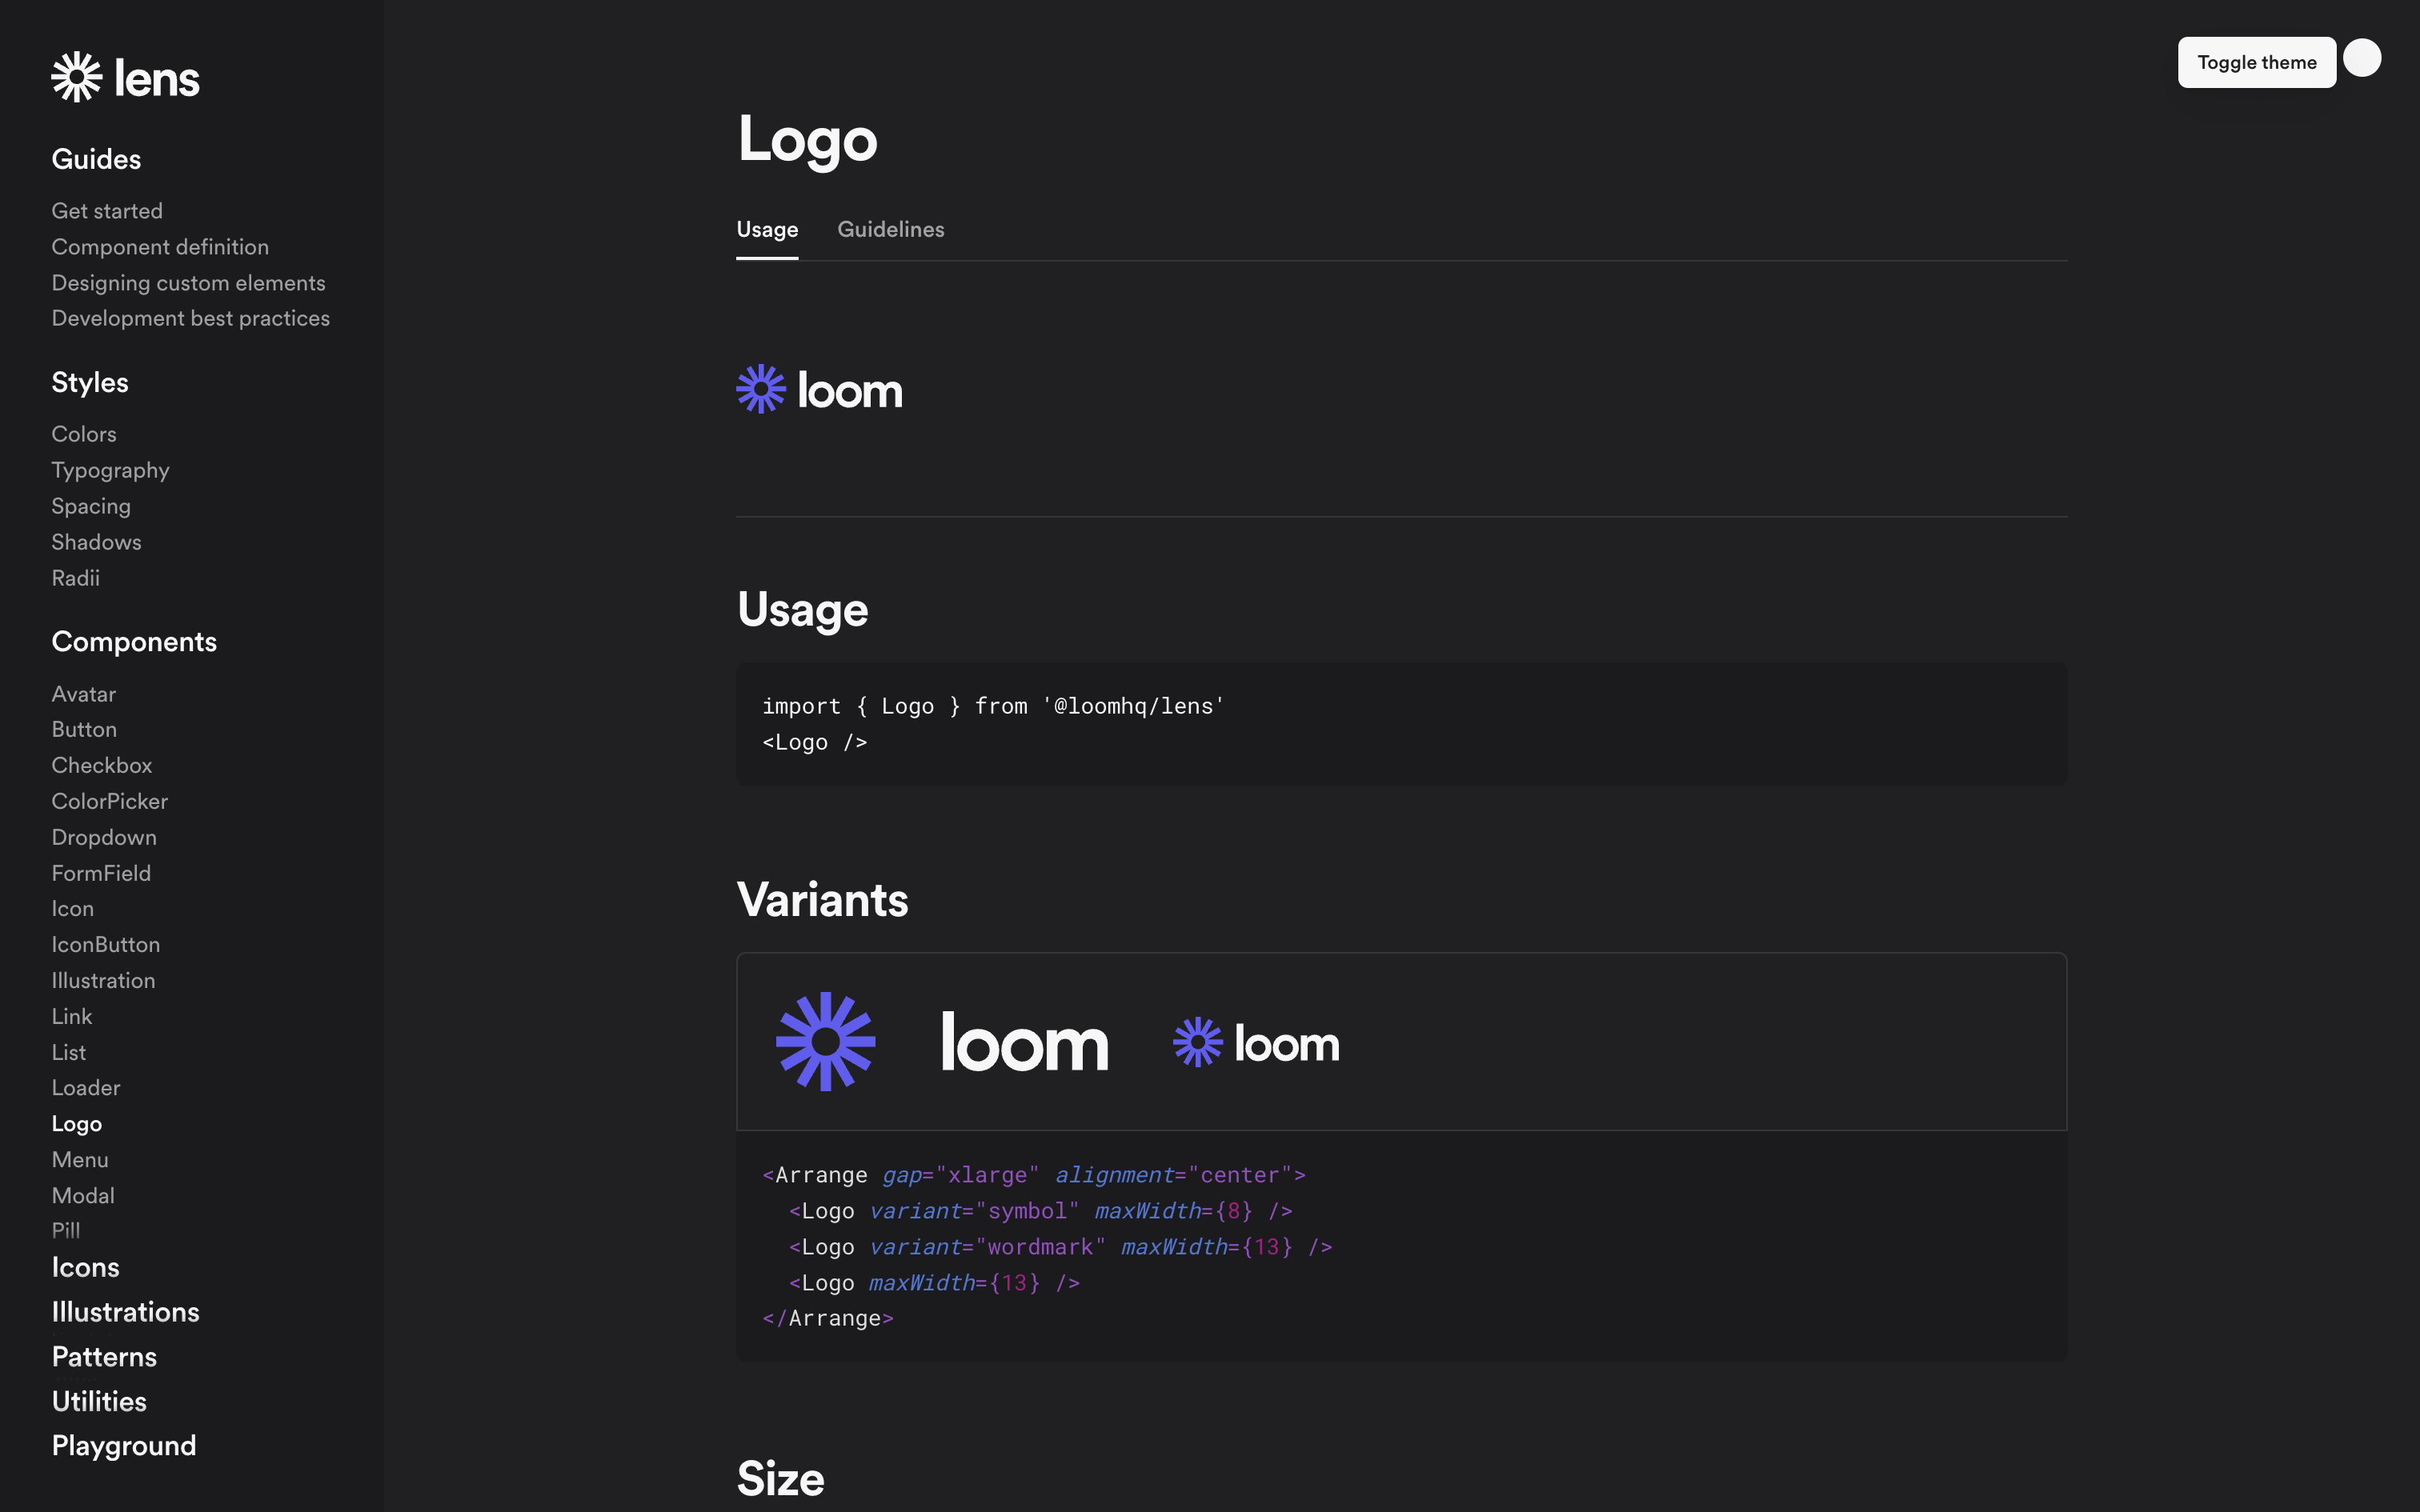 lens
Guides
Get started
Component definition
Designing custom elements
Development best practices
Styles
Colors
Typography
Spacing
Shadows
Radii
Components
Avatar
Button
Checkbox
ColorPicker
Dropdown
FormField
Icon
IconButton
Illustration
Link
List
Loader
Logo
Menu
Modal
Pill
Icons
Illustrations
Patterns
Utilities
Playground
Toggle theme
Logo
Usage
Guidelines
loom
Usage
import { Logo } from '@loomhq/lens'
<Logo />
Variants
loom
loom
<Arrange gap="xlarge" alignment="center">
  <Logo variant="symbol" maxWidth={8} />
  <Logo variant="wordmark" maxWidth={13} />
  <Logo maxWidth={13} />
</Arrange>
Size